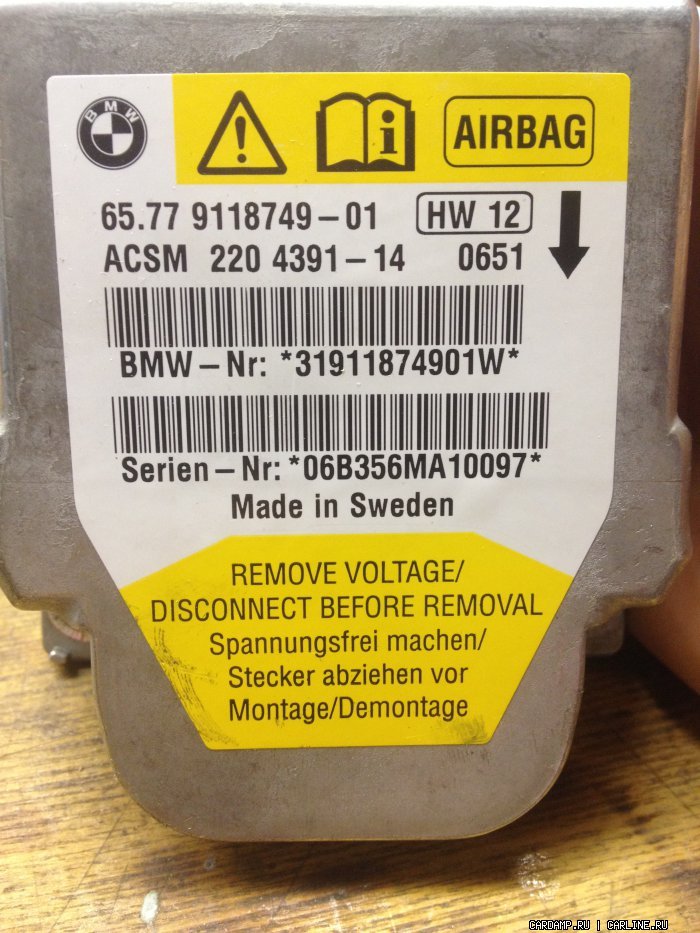 BMW
AIRBAG
65.77 9118749-01 HW 12
ACSM 220 4391-14 0651
BMW-Nr: *31911874901W*
Serien-Nr: *06B356MA10097*
Made in Sweden
REMOVE VOLTAGE/
DISCONNECT BEFORE REMOVAL
Spannungsfrei machen/
Stecker abziehen vor
Montage/Demontage
CARDAMP.RU | CARLINE.RU